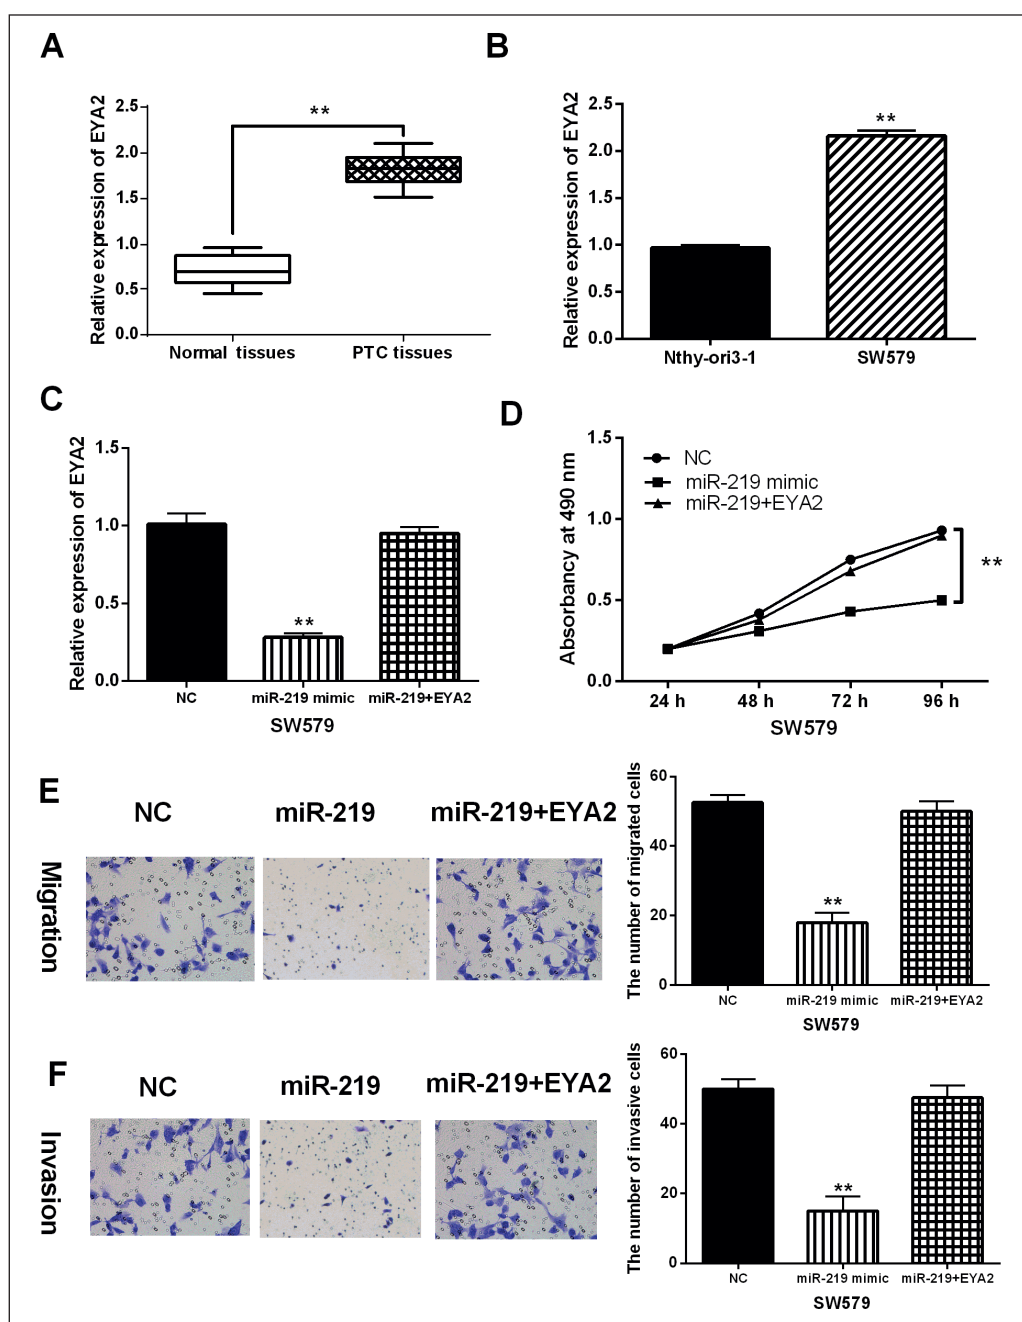 A
Relative expression of EYA2
2.5
2.0
1.5
1.0
0.5
0.0
**
Normal tissues
PTC tissues
B
Relative expression of EYA2
2.5
2.0
1.5
1.0
0.5
0.0
**
Nthy-ori3-1
SW579
C
Relative expression of EYA2
1.5
1.0
0.5
0.0
**
NC
miR-219 mimic
miR-219+EYA2
SW579
D
Absorbancy at 490 nm
1.5
1.0
0.5
0.0
NC
miR-219 mimic
miR-219+EYA2
**
24 h
48 h
72 h
96 h
SW579
E
NC
miR-219
miR-219+EYA2
Migration
The number of migrated cells
60
40
20
0
**
NC
miR-219 mimic
miR-219+EYA2
SW579
F
NC
miR-219
miR-219+EYA2
Invasion
The number of invasive cells
60
40
20
0
**
NC
miR-219 mimic
miR-219+EYA2
SW579